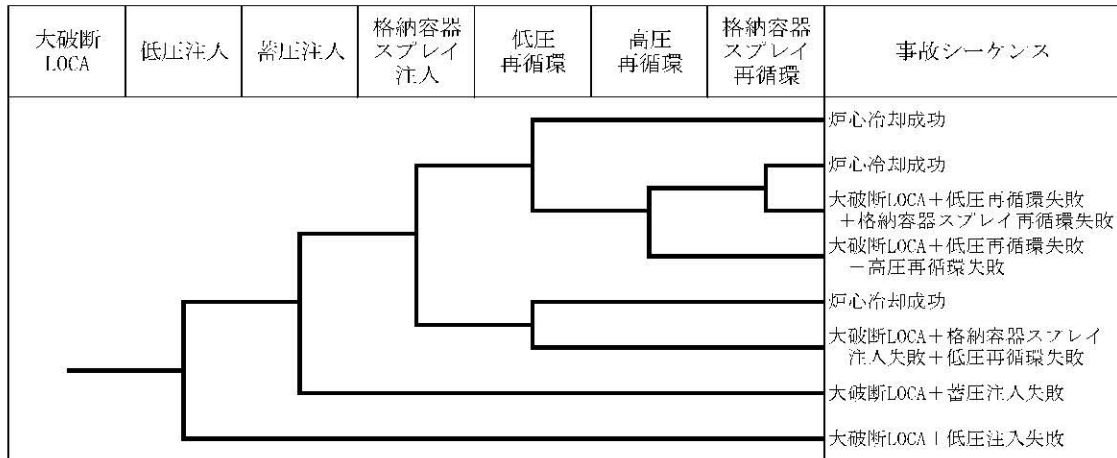 大破断
LOCA
低圧注入
蓄圧注入
格納容器
スプレイ
注入
低圧
再循環
高圧
再循環
格納容器
スプレイ
再循環
事故シーケンス
炉心冷却成功
炉心冷却成功
大破断LOCA+低圧再循環失敗
+格納容器スプレイ再循環失敗
大破断LOCA+低圧再循環失敗
+高圧再循環失敗
炉心冷却成功
大破断LOCA+格納容器スプレイ
注入失敗+低圧再循環失敗
大破断LOCA+蓄圧注入失敗
大破断LOCA+低圧注入失敗